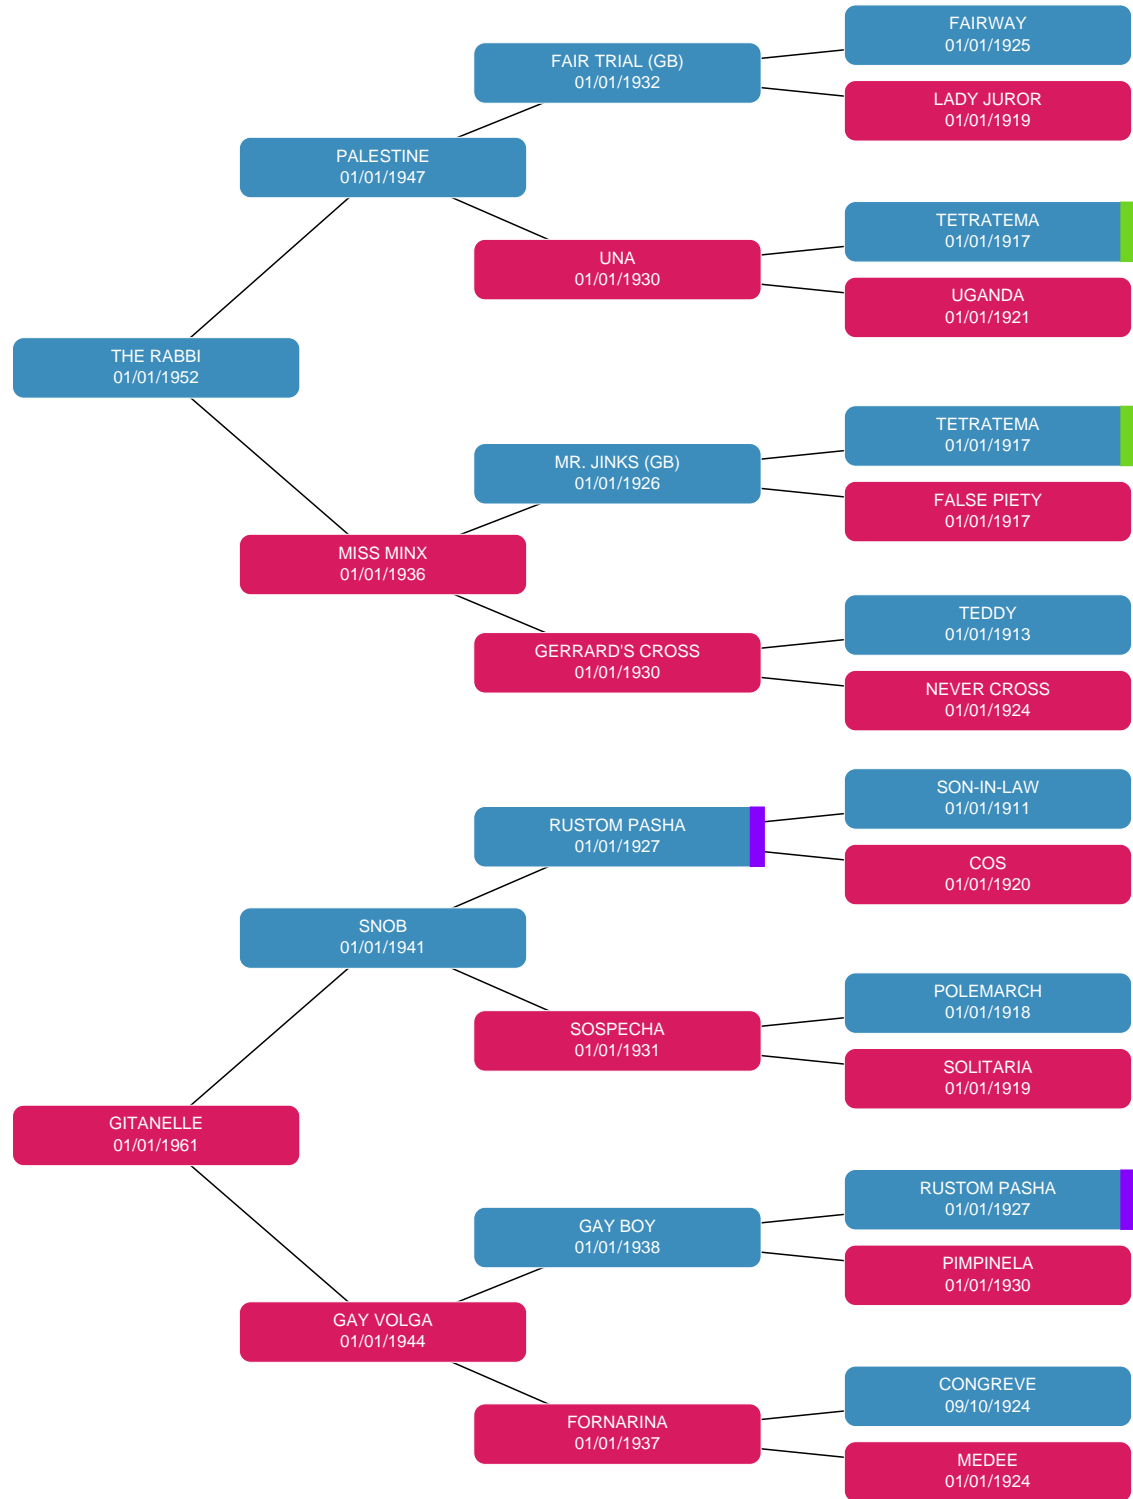 FAIRWAY
01/01/1925
FAIR TRIAL (GB)
01/01/1932
LADY JUROR
01/01/1919
PALESTINE
01/01/1947
TETRATEMA
01/01/1917
UNA
01/01/1930
UGANDA
01/01/1921
THE RABBI
01/01/1952
TETRATEMA
01/01/1917
MR. JINKS (GB)
01/01/1926
FALSE PIETY
01/01/1917
MISS MINX
01/01/1936
TEDDY
01/01/1913
GERRARD'S CROSS
01/01/1930
NEVER CROSS
01/01/1924
SON-IN-LAW
01/01/1911
RUSTOM PASHA
01/01/1927
COS
01/01/1920
SNOB
01/01/1941
POLEMARCH
01/01/1918
SOSPECHA
01/01/1931
SOLITARIA
01/01/1919
GITANELLE
01/01/1961
RUSTOM PASHA
01/01/1927
GAY BOY
01/01/1938
PIMPINELA
01/01/1930
GAY VOLGA
01/01/1944
CONGREVE
09/10/1924
FORNARINA
01/01/1937
MEDEE
01/01/1924